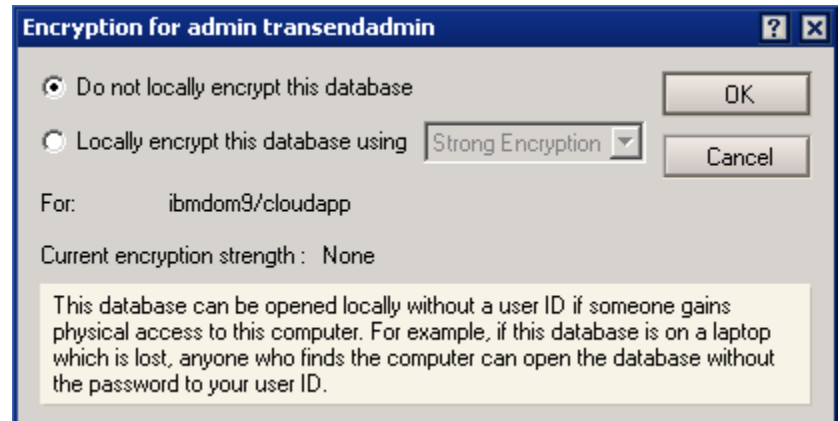 Encryption for admin transendadmin
Do not locally encrypt this database
OK
Locally encrypt this database using Strong Encryption
Cancel
For: ibmdom9/cloudapp
Current encryption strength : None
This database can be opened locally without a user ID if someone gains
physical access to this computer. For example, if this database is on a laptop
which is lost, anyone who finds the computer can open the database without
the password to your user ID.